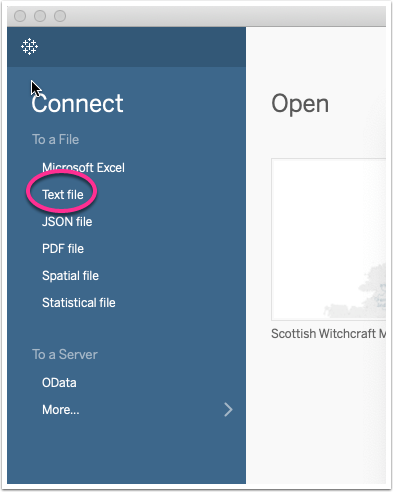 Connect
To a File
Microsoft Excel
Text file
JSON file
PDF file
Spatial file
Statistical file
To a Server
OData
More...
Open
Scottish Witchcraft M